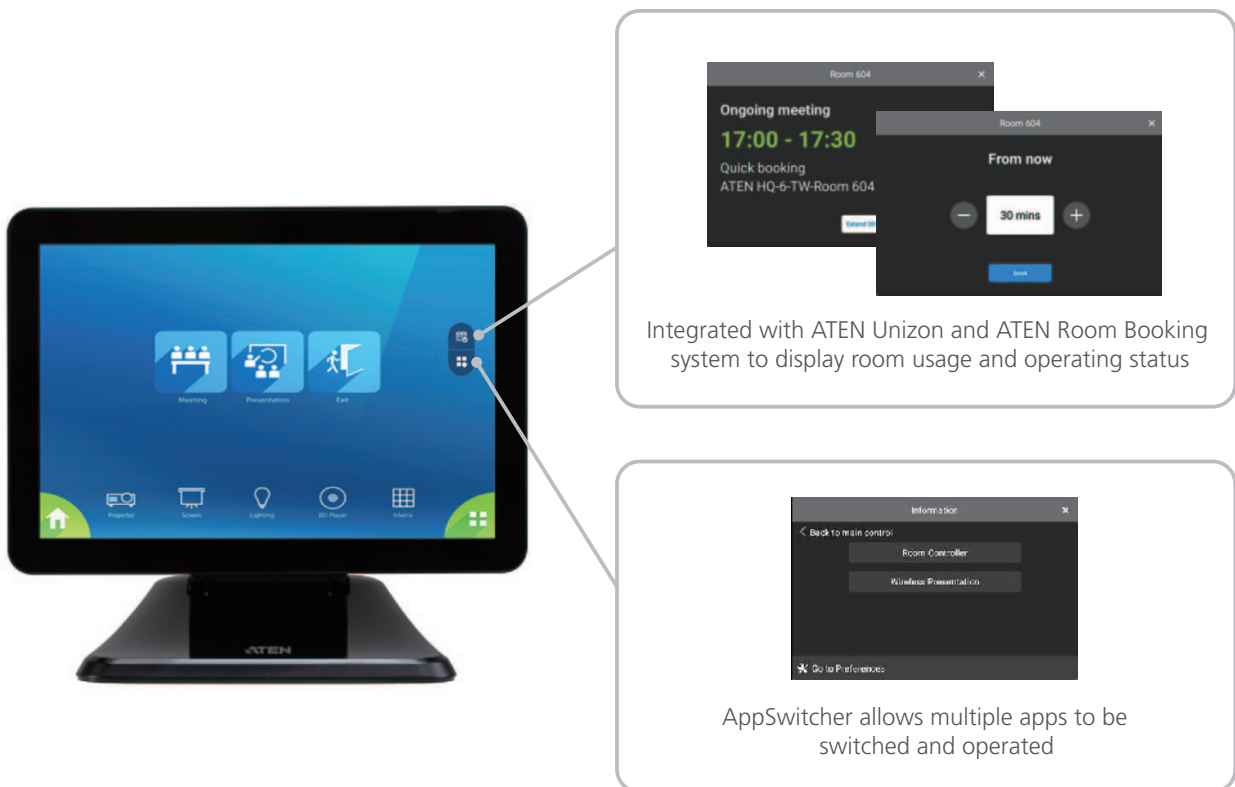 Room 604 ×
Ongoing meeting
17:00 - 17:30
Quick booking
ATEN HQ-6-TW-Room 604
Extend 30
Room 604 ×
From now
30 mins
book
Integrated with ATEN Unizon and ATEN Room Booking
system to display room usage and operating status
Meeting Presentation Exit
Projector Screen Lighting BD Player Matrix
ATEN
Information ×
Back to main control
Room Controller
Wireless Presentation
Go to Preferences
AppSwitcher allows multiple apps to be
switched and operated